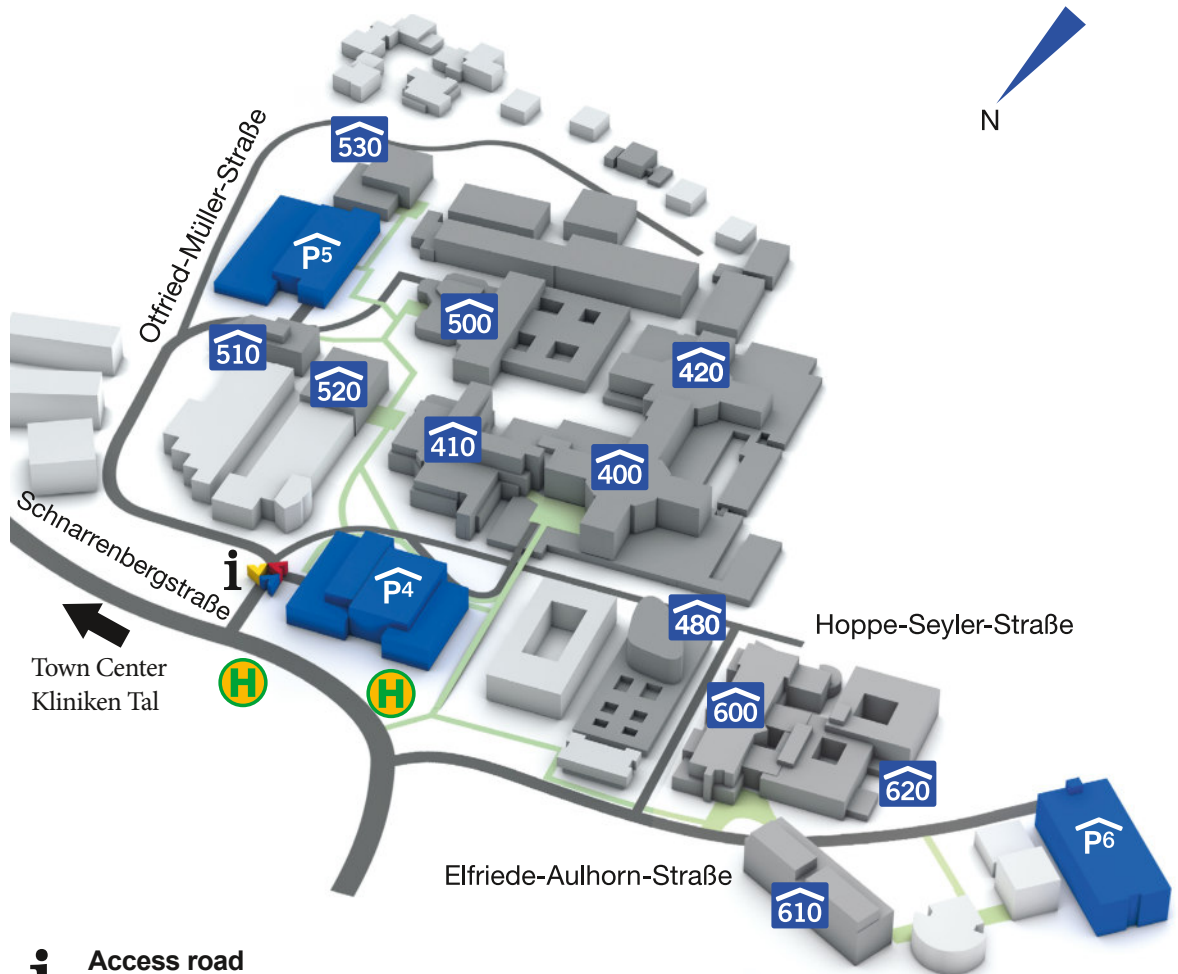 N
530
Otfried-Müller-Straße
P5
500
510
420
520
410
400
Schnarrenbergstraße
i
P4
480
Hoppe-Seyler-Straße
Town Center
Kliniken Tal
H
H
600
620
P6
Elfriede-Aulhorn-Straße
610
i Access road